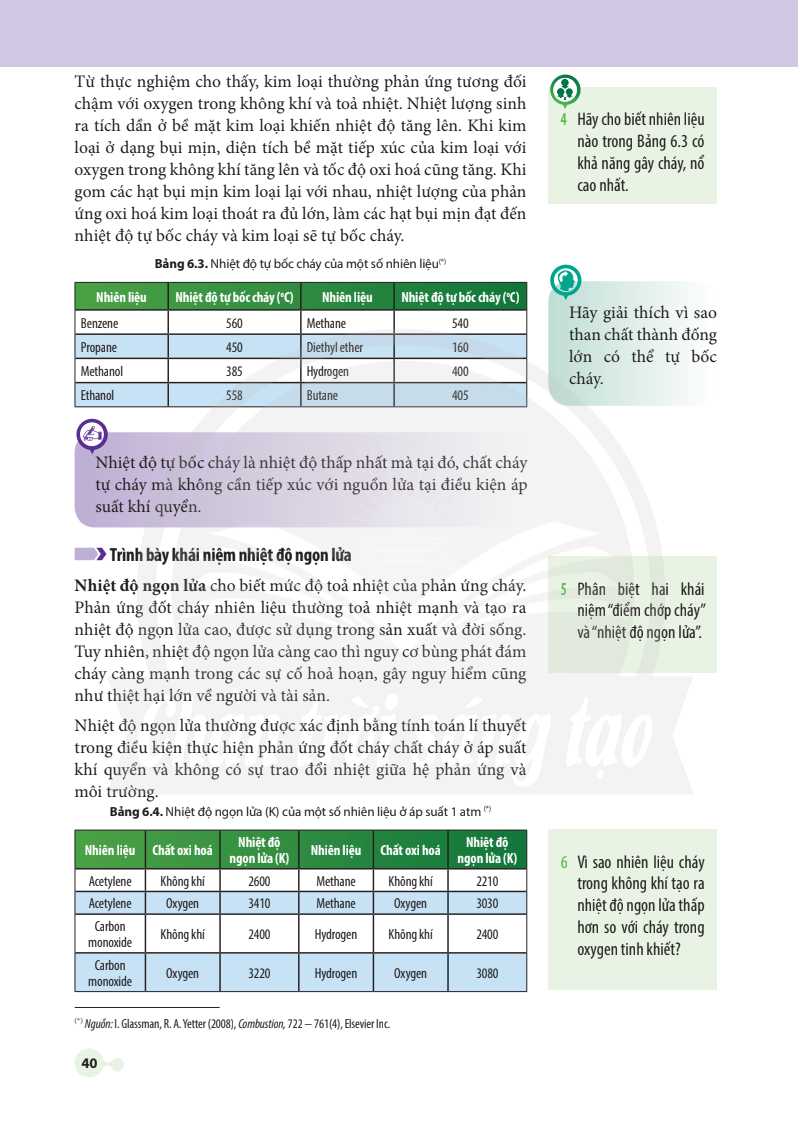 Từ thực nghiệm cho thấy, kim loại thường phản ứng tương đối
chậm với oxygen trong không khí và toả nhiệt. Nhiệt lượng sinh
ra tích dần ở bề mặt kim loại khiến nhiệt độ tăng lên. Khi kim
loại ở dạng bụi mịn, diện tích bề mặt tiếp xúc của kim loại với
oxygen trong không khí tăng lên và tốc độ oxi hoá cũng tăng. Khi
gom các hạt bụi mịn kim loại lại với nhau, nhiệt lượng của phản
ứng oxi hoá kim loại thoát ra đủ lớn, làm các hạt bụi mịn đạt đến
nhiệt độ tự bốc cháy và kim loại sẽ tự bốc cháy.
4 Hãy cho biết nhiên liệu
nào trong Bảng 6.3 có
khả năng gây cháy, nổ
cao nhất.
Bảng 6.3. Nhiệt độ tự bốc cháy của một số nhiên liệu(*)
Nhiên liệu Nhiệt độ tự bốc cháy (°C) Nhiên liệu Nhiệt độ tự bốc cháy (°C)
Benzene 560 Methane 540
Propane 450 Diethyl ether 160
Methanol 385 Hydrogen 400
Ethanol 558 Butane 405
Hãy giải thích vì sao
than chất thành đống
lớn có thể tự bốc
cháy.
Nhiệt độ tự bốc cháy là nhiệt độ thấp nhất mà tại đó, chất cháy
tự cháy mà không cần tiếp xúc với nguồn lửa tại điều kiện áp
suất khí quyển.
Trình bày khái niệm nhiệt độ ngọn lửa
Nhiệt độ ngọn lửa cho biết mức độ toả nhiệt của phản ứng cháy.
Phản ứng đốt cháy nhiên liệu thường toả nhiệt mạnh và tạo ra
nhiệt độ ngọn lửa cao, được sử dụng trong sản xuất và đời sống.
Tuy nhiên, nhiệt độ ngọn lửa càng cao thì nguy cơ bùng phát đám
cháy càng mạnh trong các sự cố hoả hoạn, gây nguy hiểm cũng
như thiệt hại lớn về người và tài sản.
5 Phân biệt hai khái
niệm “điểm chớp cháy”
và “nhiệt độ ngọn lửa”.
Nhiệt độ ngọn lửa thường được xác định bằng tính toán lí thuyết
trong điều kiện thực hiện phản ứng đốt cháy chất cháy ở áp suất
khí quyển và không có sự trao đổi nhiệt giữa hệ phản ứng và
môi trường.
Chân trời sáng tạo
Bảng 6.4. Nhiệt độ ngọn lửa (K) của một số nhiên liệu ở áp suất 1 atm (*)
Nhiên liệu Chất oxi hoá Nhiệt độ ngọn lửa (K) Nhiên liệu Chất oxi hoá Nhiệt độ ngọn lửa (K)
Acetylene Không khí 2600 Methane Không khí 2210
Acetylene Oxygen 3410 Methane Oxygen 3030
Carbon monoxide Không khí 2400 Hydrogen Không khí 2400
Carbon monoxide Oxygen 3220 Hydrogen Oxygen 3080
6 Vì sao nhiên liệu cháy
trong không khí tạo ra
nhiệt độ ngọn lửa thấp
hơn so với cháy trong
oxygen tinh khiết?
(*) Nguồn: I. Glassman, R. A. Yetter (2008), Combustion, 722 – 761(4), Elsevier Inc.
40